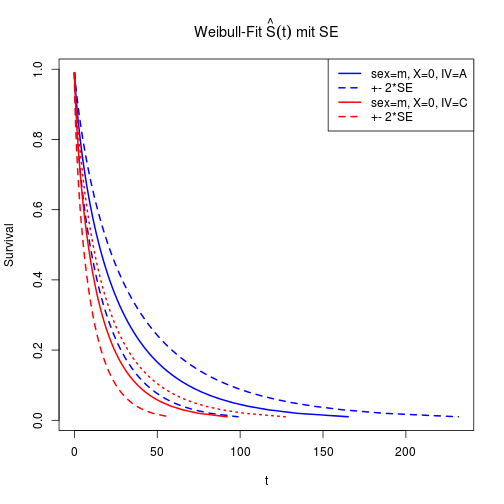 Weibull-Fit Ŝ(t) mit SE
sex=m, X=0, IV=A
+- 2*SE
sex=m, X=0, IV=C
+- 2*SE
Survival
1.0
0.8
0.6
0.4
0.2
0.0
0 50 100 150 200
t